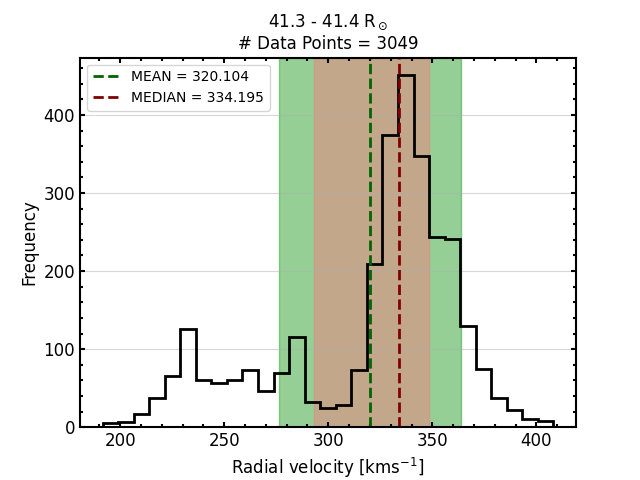 41.3 - 41.4 R⊙
# Data Points = 3049
MEAN = 320.104
MEDIAN = 334.195
Frequency
400
300
200
100
0
200 250 300 350 400
Radial velocity [kms⁻¹]